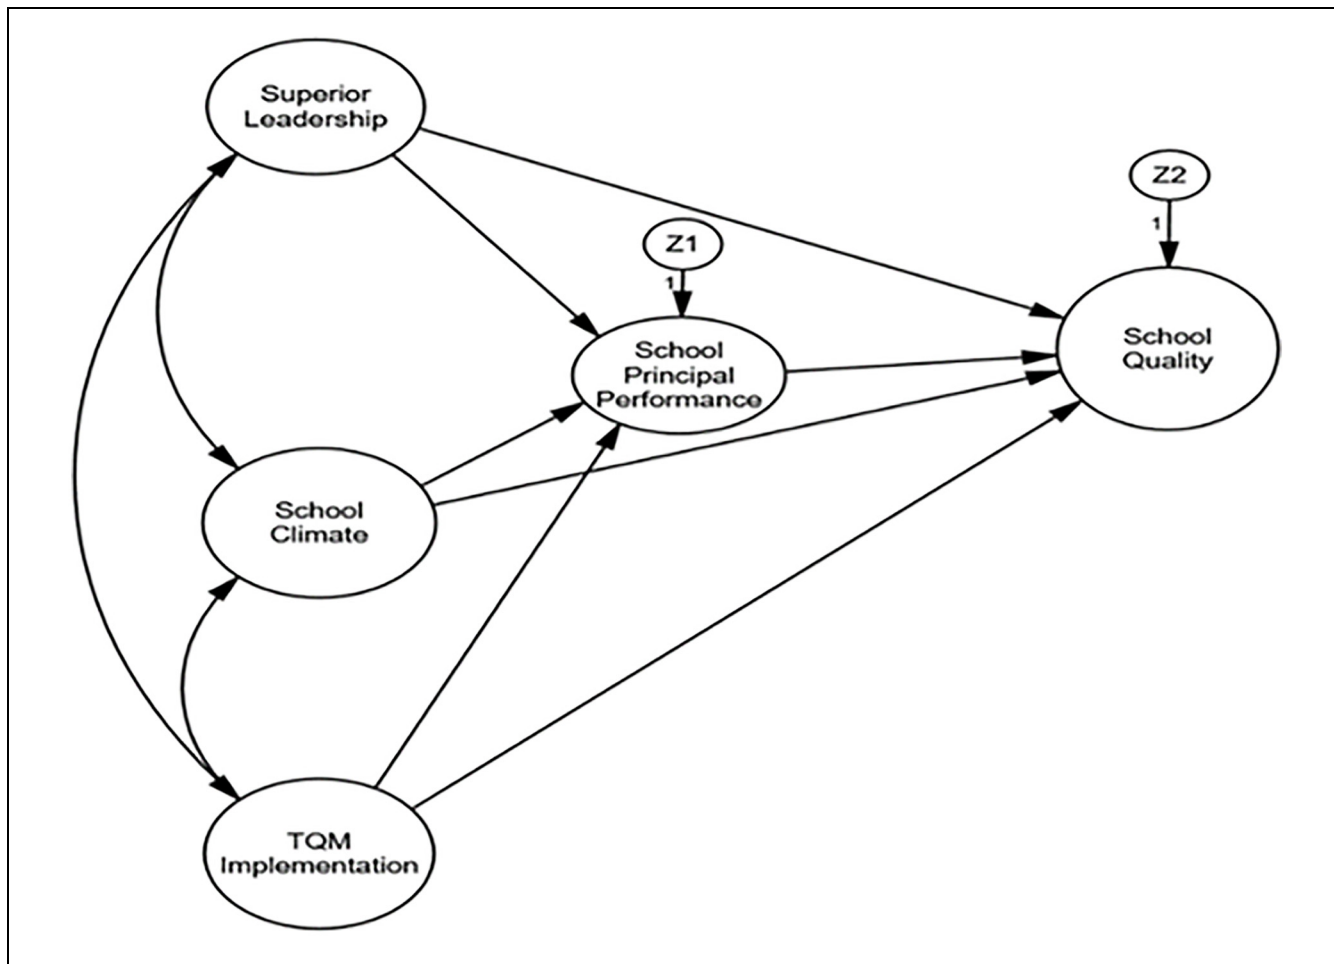 Superior
Leadership
Z2
1
Z1
1
School
Principal
Performance
School
Quality
School
Climate
TQM
Implementation